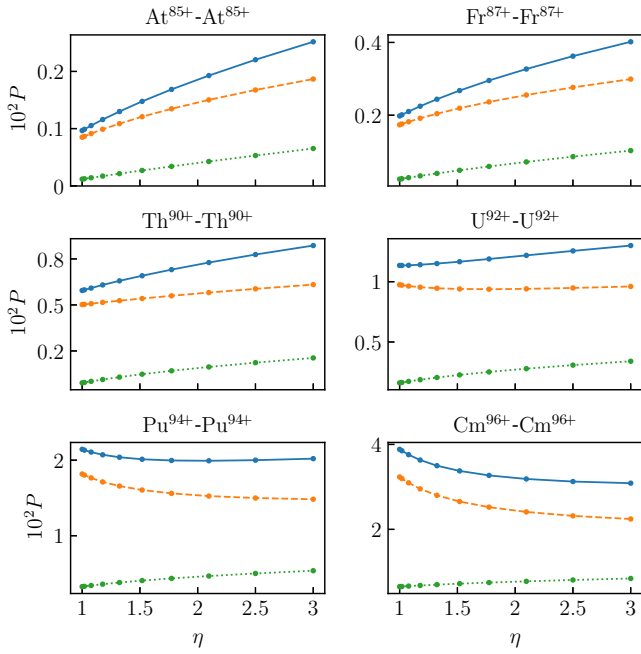 At⁸⁵⁺-At⁸⁵⁺
Fr⁸⁷⁺-Fr⁸⁷⁺
10²P
0.2
0.1
0
0.4
0.2
Th⁹⁰⁺-Th⁹⁰⁺
U⁹²⁺-U⁹²⁺
10²P
0.8
0.5
0.2
1
0.5
Pu⁹⁴⁺-Pu⁹⁴⁺
Cm⁹⁶⁺-Cm⁹⁶⁺
10²P
2
1
4
2
1 1.5 2 2.5 3
1 1.5 2 2.5 3
η
η